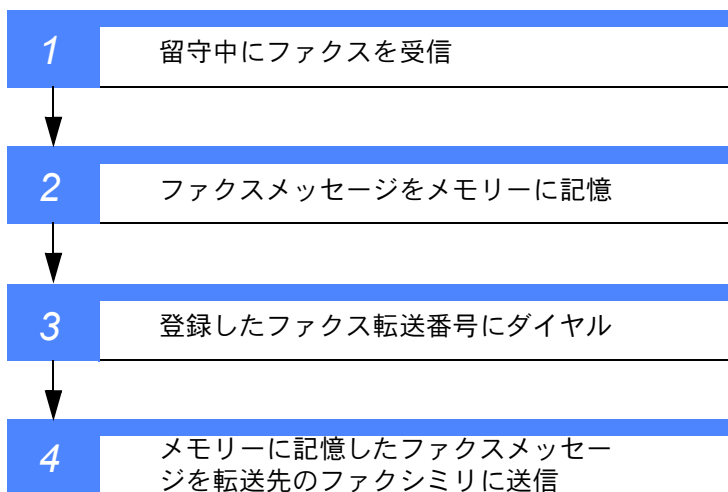 1
留守中にファクスを受信
2
ファクスメッセージをメモリーに記憶
3
登録したファクス転送番号にダイヤル
4
メモリーに記憶したファクスメッセー
ジを転送先のファクシミリに送信